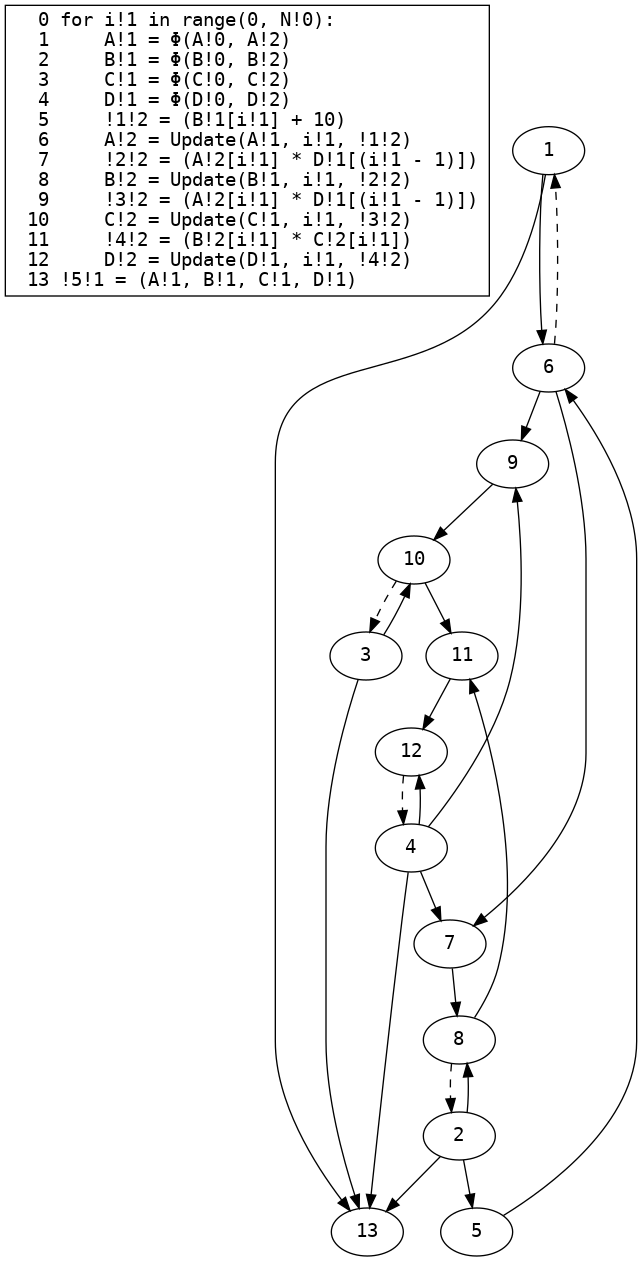 0 for i!1 in range(0, N!0):
1     A!1 = Φ(A!0, A!2)
2     B!1 = Φ(B!0, B!2)
3     C!1 = Φ(C!0, C!2)
4     D!1 = Φ(D!0, D!2)
5     !1!2 = (B!1[i!1] + 10)
6     A!2 = Update(A!1, i!1, !1!2)
7     !2!2 = (A!2[i!1] * D!1[(i!1 - 1)])
8     B!2 = Update(B!1, i!1, !2!2)
9     !3!2 = (A!2[i!1] * D!1[(i!1 - 1)])
10     C!2 = Update(C!1, i!1, !3!2)
11     !4!2 = (B!2[i!1] * C!2[i!1])
12     D!2 = Update(D!1, i!1, !4!2)
13 !5!1 = (A!1, B!1, C!1, D!1)
1
6
9
10
3
11
12
4
7
8
2
13
5